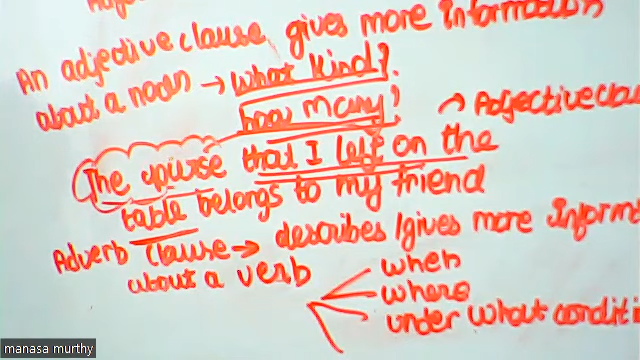 An adjective clause gives more information
about a noun → What kind?
how many?
→ Adjective clau
The spouse that I left on the
table belongs to my friend
Adverb clause → describes / gives more Inform
about a verb
when
where
under what conditi
manasa murthy